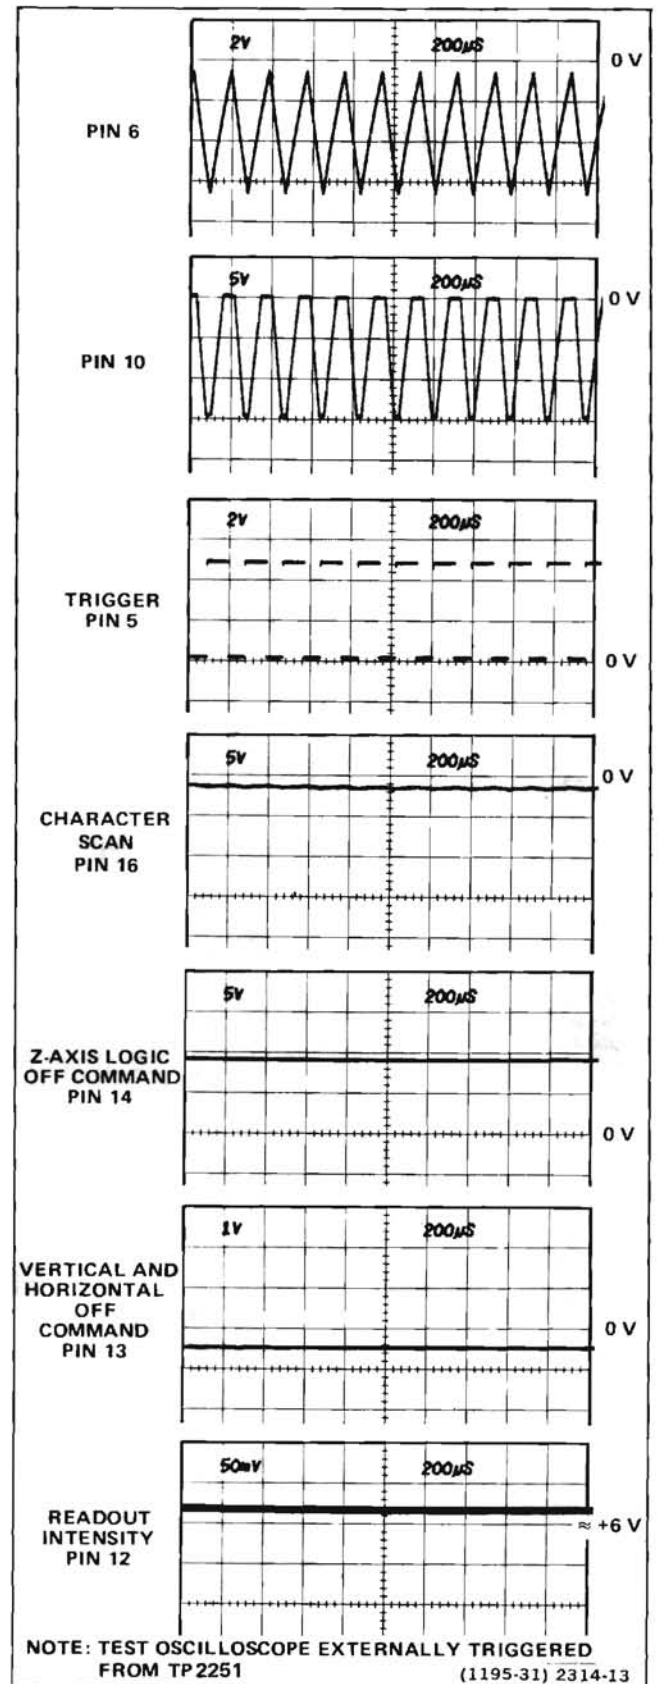 2V 200µS
0 V
PIN 6
5V 200µS
0 V
PIN 10
2V 200µS
TRIGGER
PIN 5
0 V
5V 200µS
0 V
CHARACTER
SCAN
PIN 16
5V 200µS
Z-AXIS LOGIC
OFF COMMAND
PIN 14
0 V
1V 200µS
VERTICAL AND
HORIZONTAL
OFF
COMMAND
PIN 13
0 V
50mV 200µS
READOUT
INTENSITY
PIN 12
≈ +6 V
NOTE: TEST OSCILLOSCOPE EXTERNALLY TRIGGERED
FROM TP2251
(1195-31) 2314-13